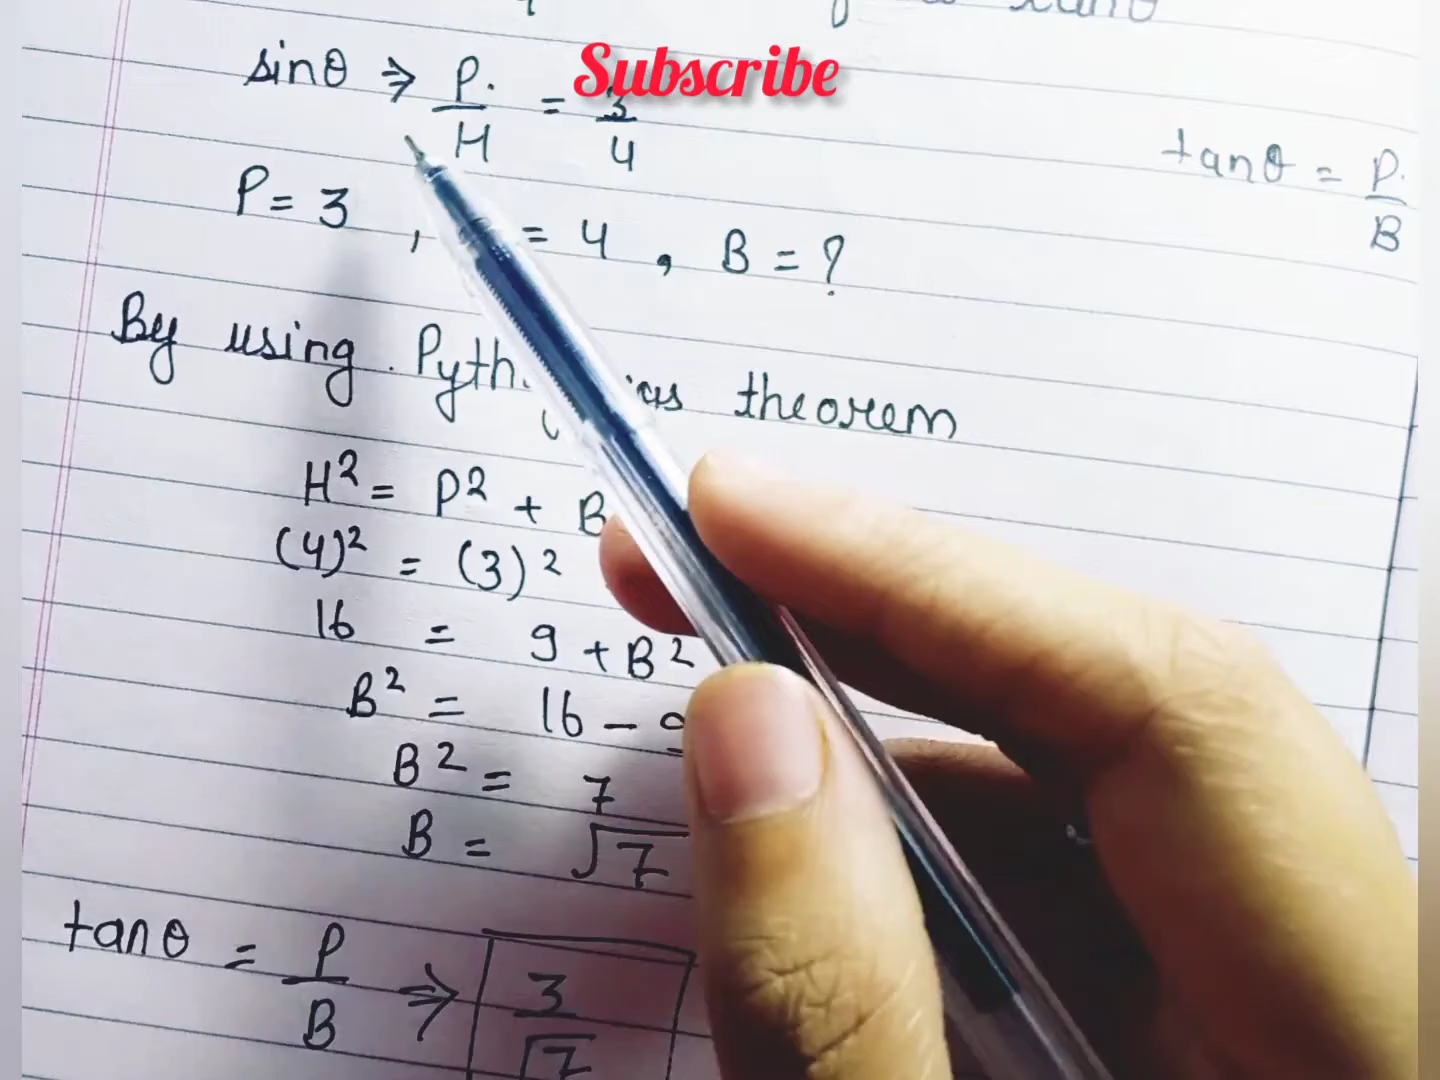 Subscribe
sinθ ⇒ P/H = 3/4
tanθ = P/B
P = 3 , = 4 , B = ?
By using theorem
H² = P² + B
(4)² = (3)²
16 = 9 + B²
B² = 16 - 9
B² = 7
B = √7
tanθ = P/B ⇒ 3/√7